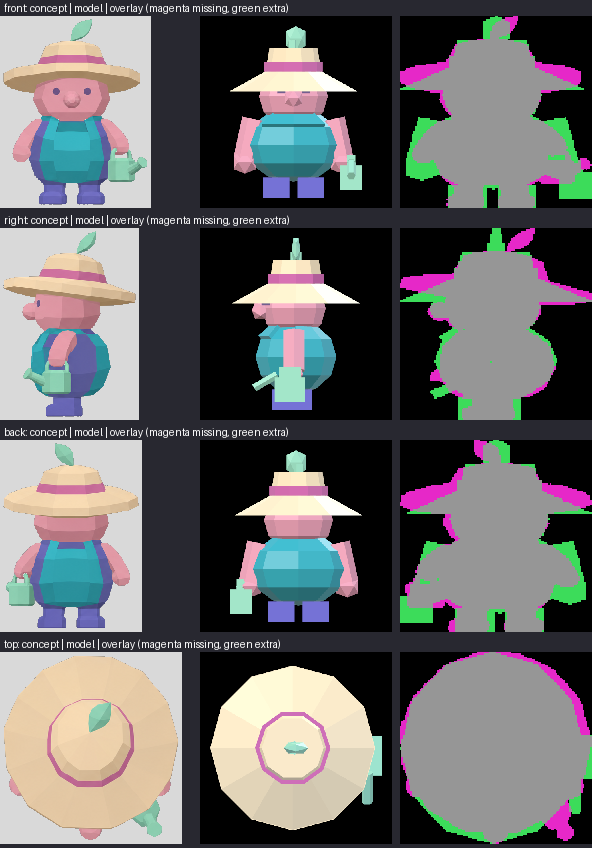 front: concept | model | overlay (magenta missing, green extra)
right: concept | model | overlay (magenta missing, green extra)
back: concept | model | overlay (magenta missing, green extra)
top: concept | model | overlay (magenta missing, green extra)